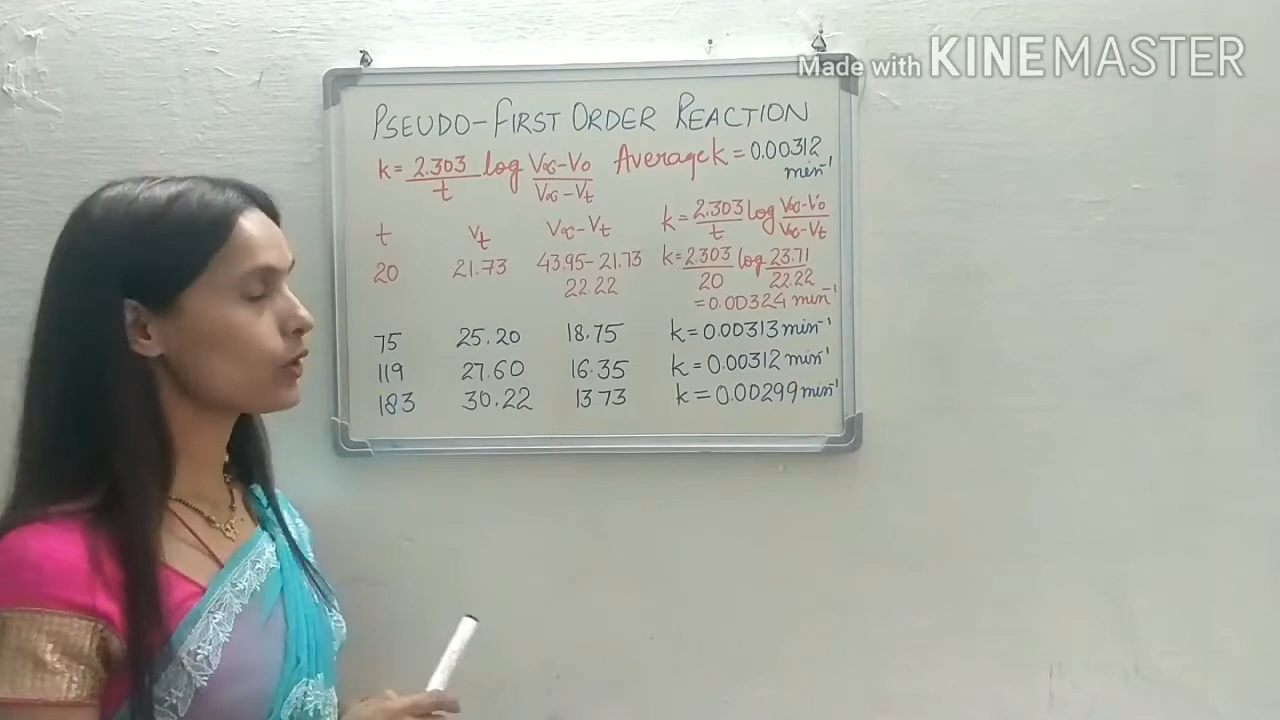 Made with KINEMASTER
PSEUDO-FIRST ORDER REACTION
k = 2.303/t log V∞-V0/V∞-Vt Average k = 0.00312 min⁻¹
t Vt V∞-Vt k = 2.303/t log V∞-V0/V∞-Vt
20 21.73 43.95-21.73 k = 2.303/20 log 23.71/22.22
22.22 = 0.00324 min⁻¹
75 25.20 18.75 k = 0.00313 min⁻¹
119 27.60 16.35 k = 0.00312 min⁻¹
183 30.22 13.73 k = 0.00299 min⁻¹